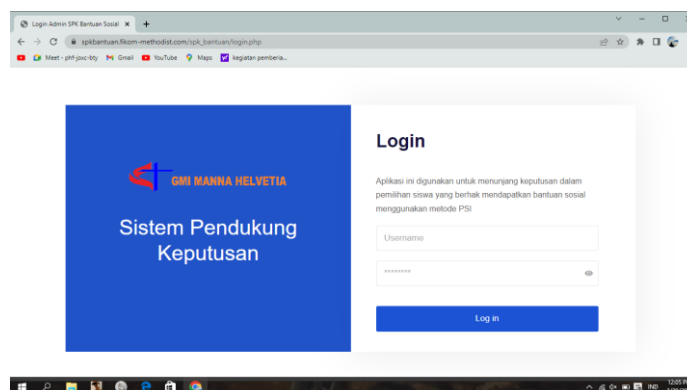 Login Admin SPK Bantuan Sosial
spkbantuan.fikom-methodist.com/spk_bantuan/login.php
Meet - phf-jpxc-bty
Gmail
YouTube
Maps
kegiatan pemberia...
GMI MANNA HELVETIA
Sistem Pendukung
Keputusan
Login
Aplikasi ini digunakan untuk menunjang keputusan dalam
pemilihan siswa yang berhak mendapatkan bantuan sosial
menggunakan metode PSI
Username
********
Log in
IND
12:05 P